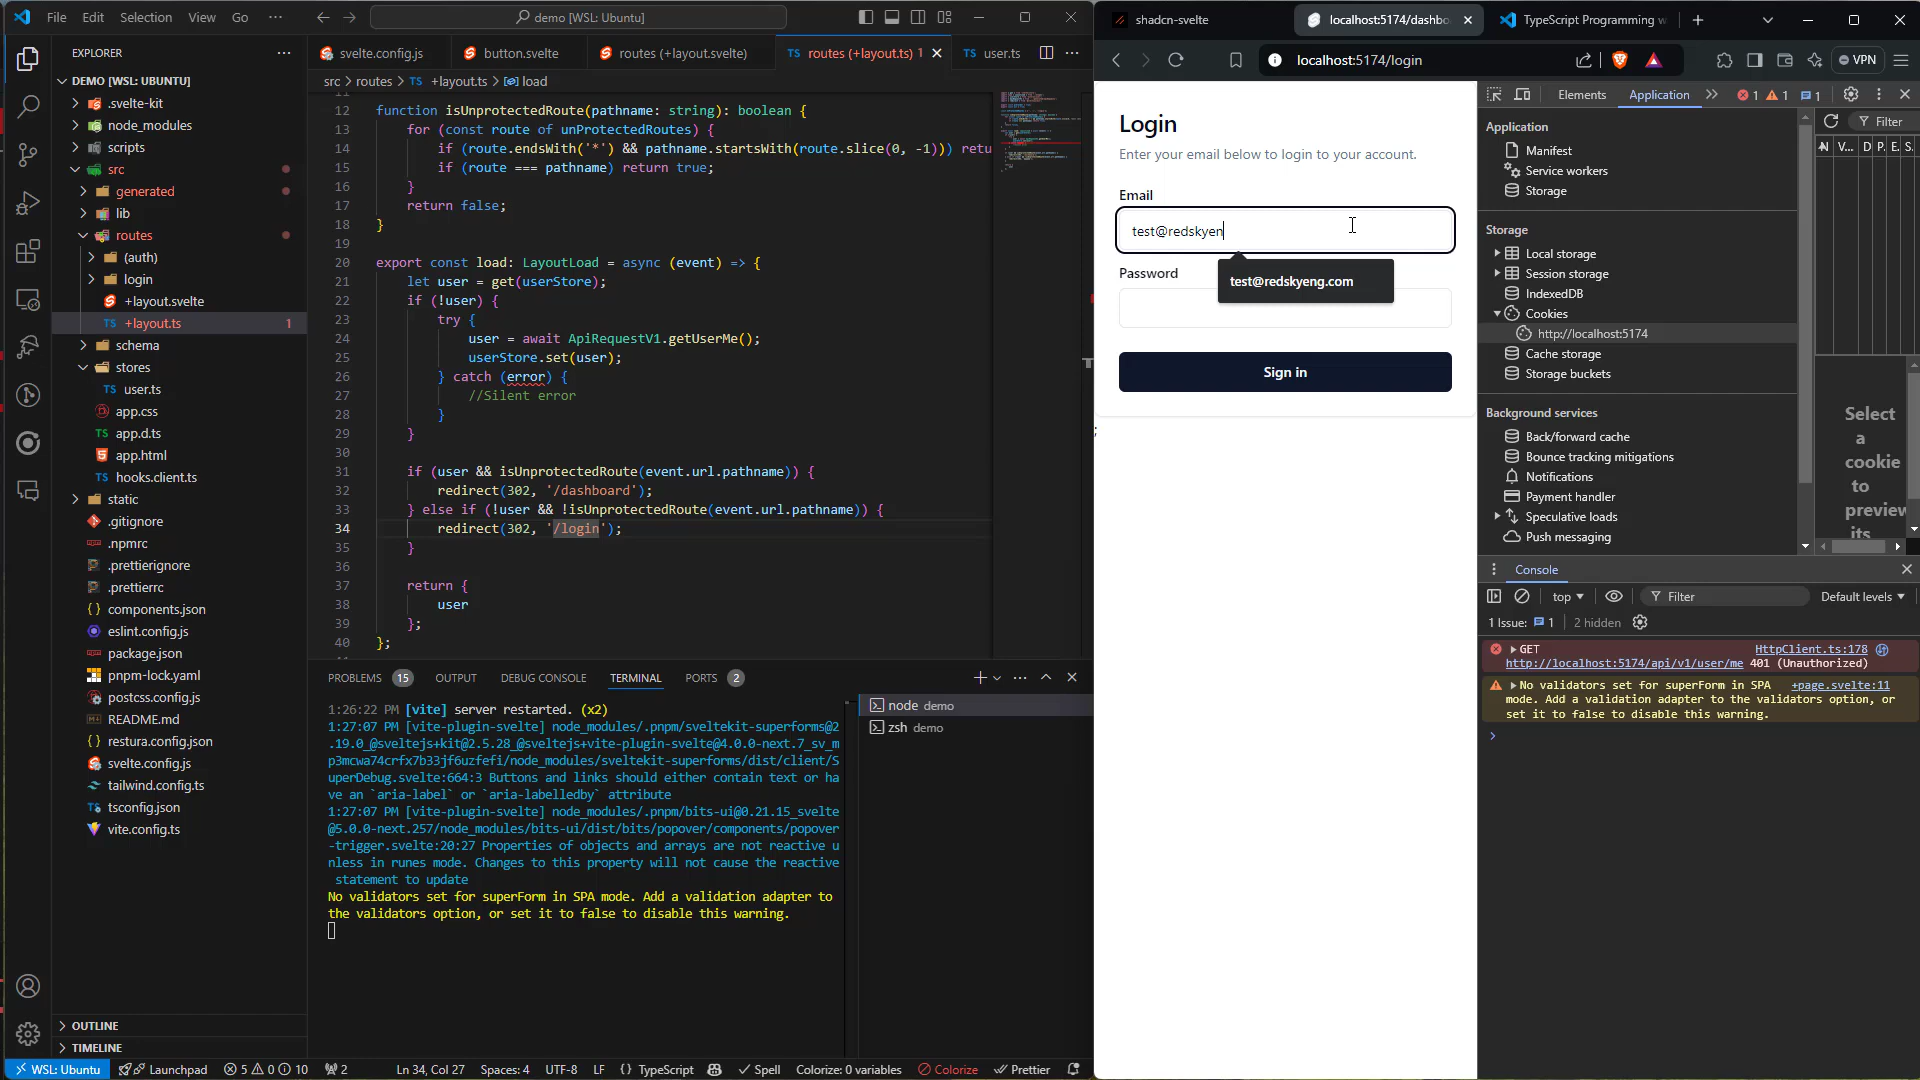 File Edit Selection View Go ···
demo [WSL: Ubuntu]
EXPLORER
DEMO [WSL: UBUNTU]
.svelte-kit
node_modules
scripts
src
generated
lib
routes
(auth)
login
+layout.svelte
TS +layout.ts 1
schema
stores
TS user.ts
app.css
TS app.d.ts
app.html
TS hooks.client.ts
static
.gitignore
.npmrc
.prettierignore
.prettierrc
{} components.json
eslint.config.js
package.json
pnpm-lock.yaml
postcss.config.js
README.md
restura.config.json
svelte.config.js
tailwind.config.ts
tsconfig.json
vite.config.ts
OUTLINE
TIMELINE
svelte.config.js button.svelte routes (+layout.svelte) TS routes (+layout.ts) 1 TS user.ts
src > routes > TS +layout.ts > load
12 function isUnprotectedRoute(pathname: string): boolean {
13 for (const route of unProtectedRoutes) {
14 if (route.endsWith('*') && pathname.startsWith(route.slice(0, -1))) retu
15 if (route === pathname) return true;
16 }
17 return false;
18 }
19
20 export const load: LayoutLoad = async (event) => {
21 let user = get(userStore);
22 if (!user) {
23 try {
24 user = await ApiRequestV1.getUserMe();
25 userStore.set(user);
26 } catch (error) {
27 //Silent error
28 }
29 }
30
31 if (user && isUnprotectedRoute(event.url.pathname)) {
32 redirect(302, '/dashboard');
33 } else if (!user && !isUnprotectedRoute(event.url.pathname)) {
34 redirect(302, '/login');
35 }
36
37 return {
38 user
39 };
40 };
PROBLEMS 15 OUTPUT DEBUG CONSOLE TERMINAL PORTS 2
1:26:22 PM [vite] server restarted. (x2)
1:27:07 PM [vite-plugin-svelte] node_modules/.pnpm/sveltekit-superforms@2
.19.0_@sveltejs+kit@2.5.28_@sveltejs+vite-plugin-svelte@4.0.0-next.7_sv_m
p3mcwa74crfx7b33jf6uzfefi/node_modules/sveltekit-superforms/dist/client/S
uperDebug.svelte:664:3 Buttons and links should either contain text or ha
ve an `aria-label` or `aria-labelledby` attribute
1:27:07 PM [vite-plugin-svelte] node_modules/.pnpm/bits-ui@0.21.15_svelte
@5.0.0-next.257/node_modules/bits-ui/dist/bits/popover/components/popover
-trigger.svelte:20:27 Properties of objects and arrays are not reactive u
nless in runes mode. Changes to this property will not cause the reactive
statement to update
No validators set for superForm in SPA mode. Add a validation adapter to
the validators option, or set it to false to disable this warning.
node demo
zsh demo
WSL: Ubuntu Launchpad 5 0 10 2 Ln 34, Col 27 Spaces: 4 UTF-8 LF {} TypeScript Spell Colorize: 0 variables Colorize Prettier
shadcn-svelte localhost:5174/dashbo TypeScript Programming w
localhost:5174/login VPN
Login
Enter your email below to login to your account.
Email
test@redskyen
test@redskyeng.com
Password
Sign in
;
Elements Application 1 1 1
Application
Manifest
Service workers
Storage
Storage
Local storage
Session storage
IndexedDB
Cookies
http://localhost:5174
Cache storage
Storage buckets
Background services
Back/forward cache
Bounce tracking mitigations
Notifications
Payment handler
Speculative loads
Push messaging
Filter
N V... D P. E. S.
Select
a
cookie
to
preview
its
Console
top Filter Default levels
1 Issue: 1 2 hidden
GET HttpClient.ts:178
http://localhost:5174/api/v1/user/me 401 (Unauthorized)
No validators set for superForm in SPA +page.svelte:11
mode. Add a validation adapter to the validators option, or
set it to false to disable this warning.